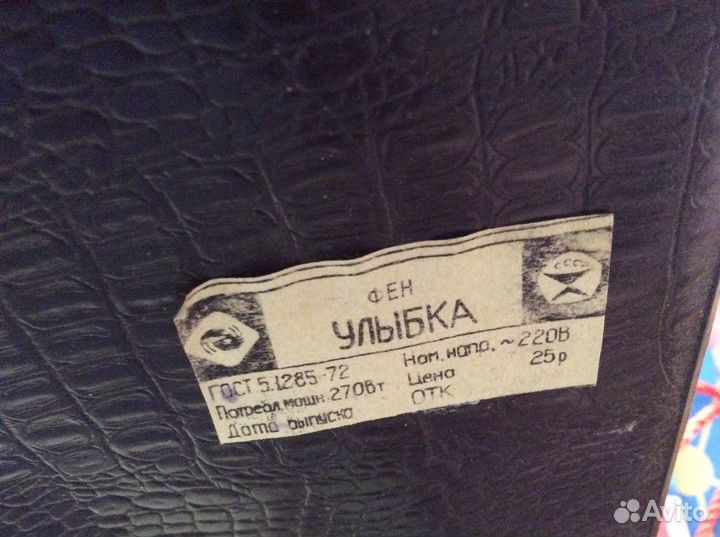 СССР
ФЕН
УЛЫБКА
ГОСТ 5.1285-72
Ном. напр. ~ 220В
Потребл. мощн. 270Вт
Цена 25р
Дата выпуска
ОТК
Avito